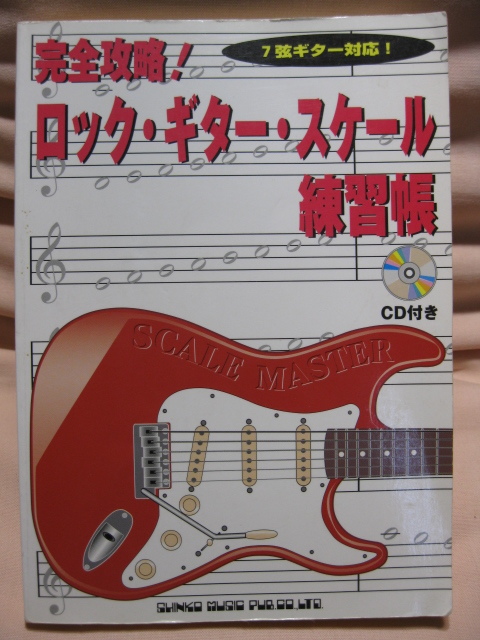 7弦ギター対応!
完全攻略!
ロック・ギター・スケール
練習帳
CD付き
SCALE MASTER
SHINKO MUSIC PUB.CO.,LTD.